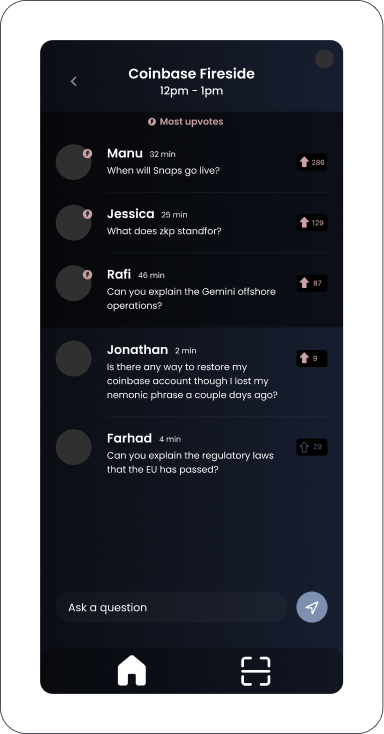 Coinbase Fireside
12pm - 1pm
Most upvotes
Manu 32 min
When will Snaps go live?
286
Jessica 25 min
What does zkp standfor?
129
Rafi 46 min
Can you explain the Gemini offshore
operations?
87
Jonathan 2 min
Is there any way to restore my
coinbase account though I lost my
nemonic phrase a couple days ago?
9
Farhad 4 min
Can you explain the regulatory laws
that the EU has passed?
29
Ask a question